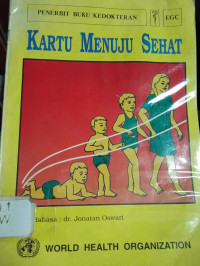 PENERBIT BUKU KEDOKTERAN EGC
KARTU MENUJU SEHAT
Bahasa : dr. Jonatan Oswari
WORLD HEALTH ORGANIZATION